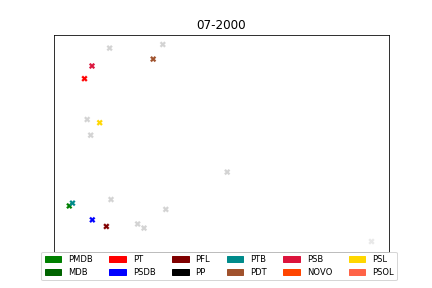 07-2000
PMDB PT PFL PTB PSB PSL
MDB PSDB PP PDT NOVO PSOL